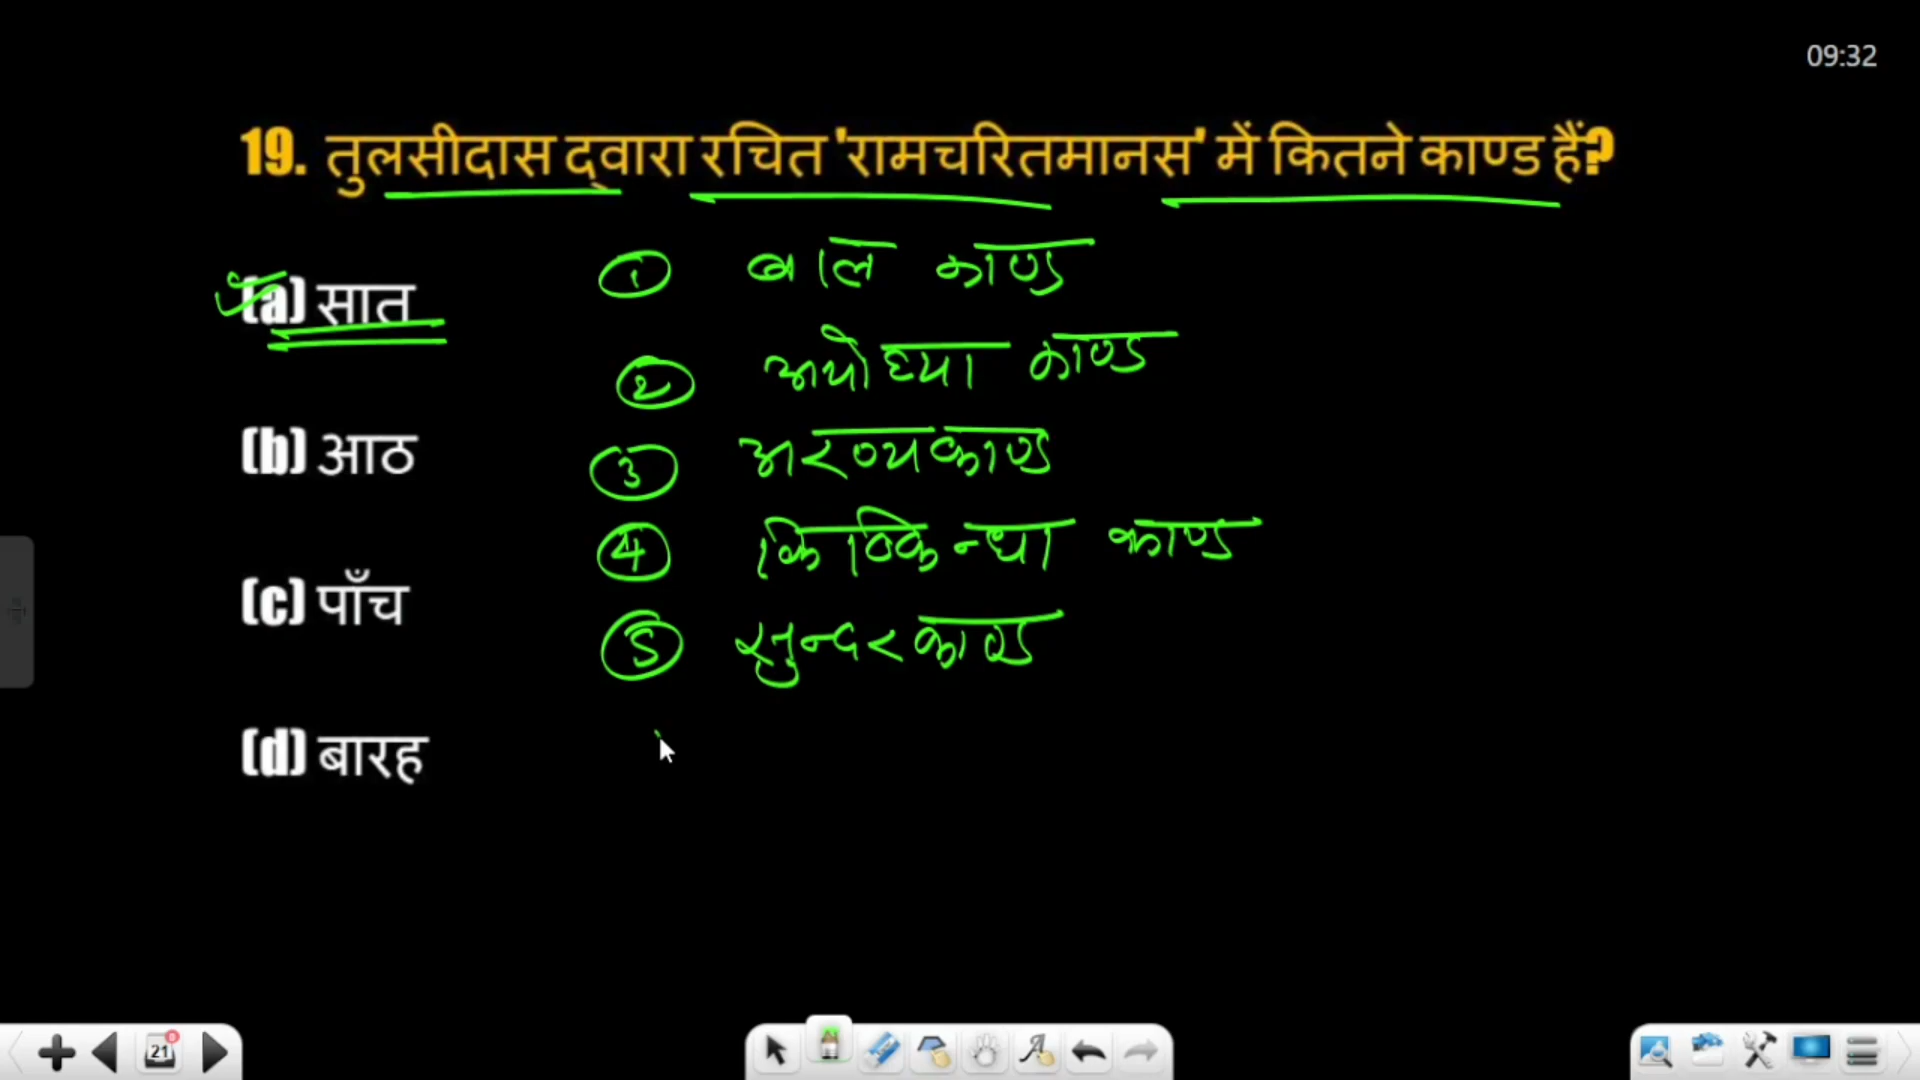 09:32
19. तुलसीदास द्वारा रचित 'रामचरितमानस' में कितने काण्ड हैं?
(a) सात
① बाल काण्ड
② अयोध्या काण्ड
③ अरण्यकाण्ड
(b) आठ
④ किष्किन्धा काण्ड
(c) पाँच
⑤ सुन्दरकाण्ड
(d) बारह
21